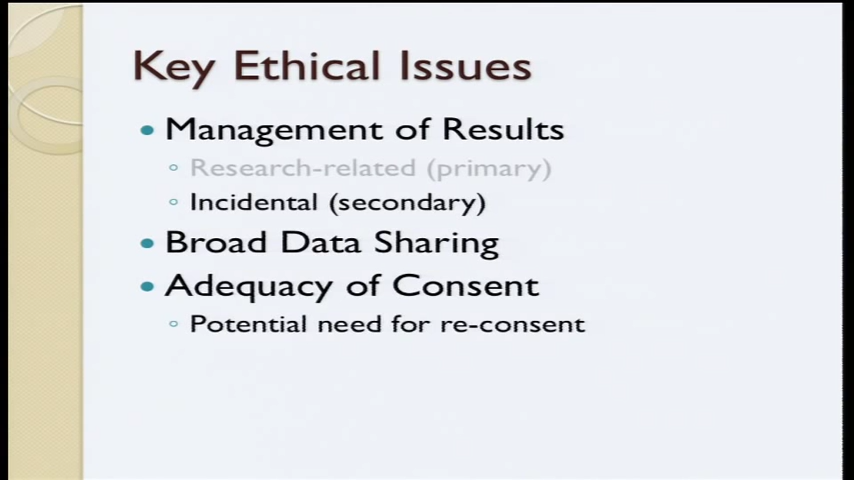 Key Ethical Issues
Management of Results
Research-related (primary)
Incidental (secondary)
Broad Data Sharing
Adequacy of Consent
Potential need for re-consent